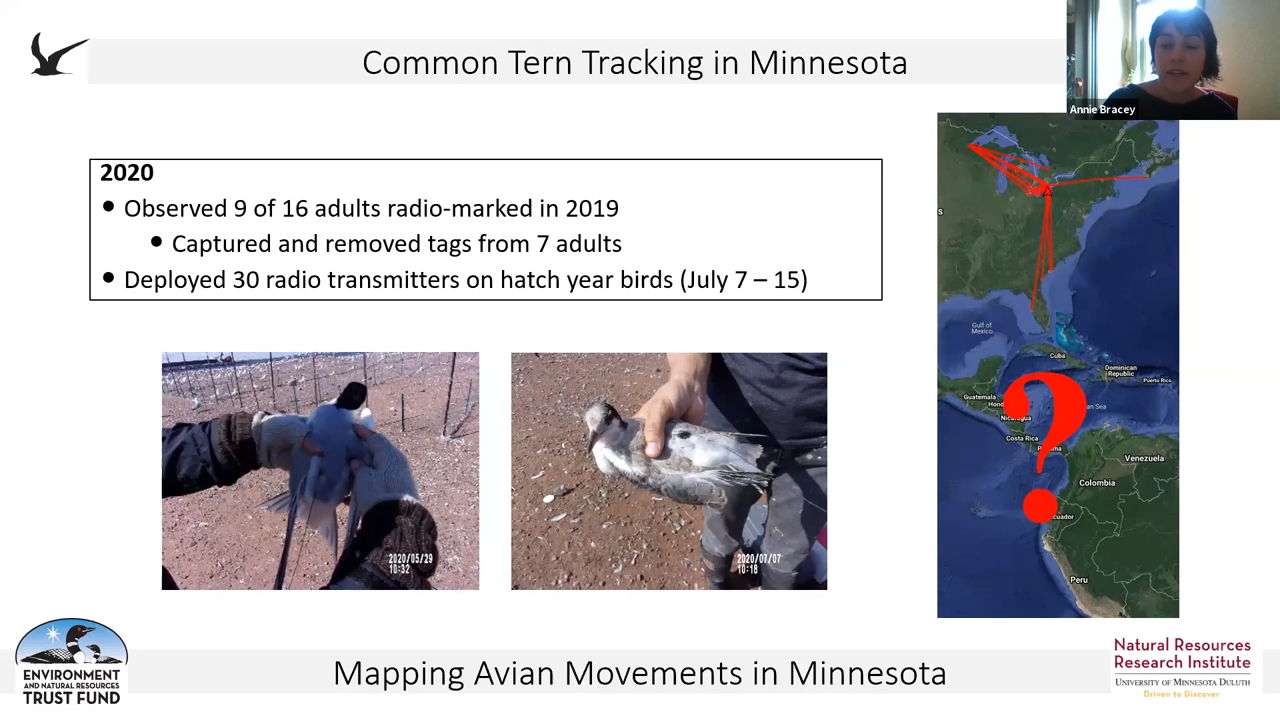 Common Tern Tracking in Minnesota
Annie Bracey
2020
• Observed 9 of 16 adults radio-marked in 2019
• Captured and removed tags from 7 adults
• Deployed 30 radio transmitters on hatch year birds (July 7 – 15)
2020/05/29
10:32
2020/07/07
10:18
s
Gulf of
Mexico
Cuba
Dominican
Republic
Puerto Rico
Guatemala
Hon
an Sea
Nicaragua
Costa Rica
Venezuela
Colombia
cuador
Peru
?
ENVIRONMENT
AND NATURAL RESOURCES
TRUST FUND
Mapping Avian Movements in Minnesota
Natural Resources
Research Institute
UNIVERSITY OF MINNESOTA DULUTH
Driven to Discover